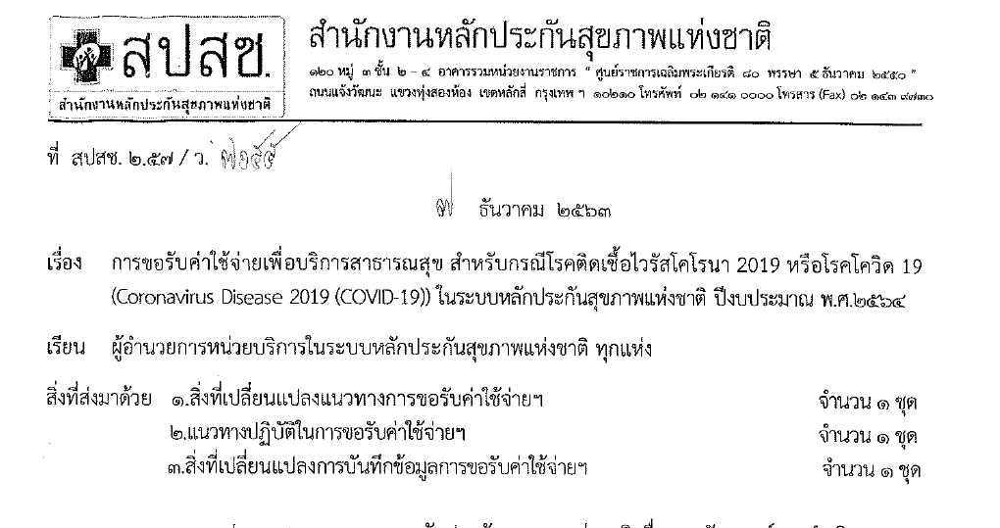 สปสช.
สำนักงานหลักประกันสุขภาพแห่งชาติ
สำนักงานหลักประกันสุขภาพแห่งชาติ
๑๒๐ หมู่ ๓ ชั้น ๒ – ๔ อาคารรวมหน่วยงานราชการ “ ศูนย์ราชการเฉลิมพระเกียรติ ๘๐ พรรษา ๕ ธันวาคม ๒๕๕๐ ”
ถนนแจ้งวัฒนะ แขวงทุ่งสองห้อง เขตหลักสี่ กรุงเทพ ฯ ๑๐๒๑๐ โทรศัพท์ ๐๒ ๑๔๑ ๔๐๐๐ โทรสาร (Fax) ๐๒ ๑๔๓ ๙๗๓๐
ที่ สปสช. ๒.๕๗ / ว.
๗ ธันวาคม ๒๕๖๓
เรื่อง การขอรับค่าใช้จ่ายเพื่อบริการสาธารณสุข สำหรับกรณีโรคติดเชื้อไวรัสโคโรนา 2019 หรือโรคโควิด 19
(Coronavirus Disease 2019 (COVID-19)) ในระบบหลักประกันสุขภาพแห่งชาติ ปีงบประมาณ พ.ศ.๒๕๖๔
เรียน ผู้อำนวยการหน่วยบริการในระบบหลักประกันสุขภาพแห่งชาติ ทุกแห่ง
สิ่งที่ส่งมาด้วย ๑.สิ่งที่เปลี่ยนแปลงแนวทางการขอรับค่าใช้จ่ายฯ จำนวน ๑ ชุด
๒.แนวทางปฏิบัติในการขอรับค่าใช้จ่ายฯ จำนวน ๑ ชุด
๓.สิ่งที่เปลี่ยนแปลงการบันทึกข้อมูลการขอรับค่าใช้จ่ายฯ จำนวน ๑ ชุด